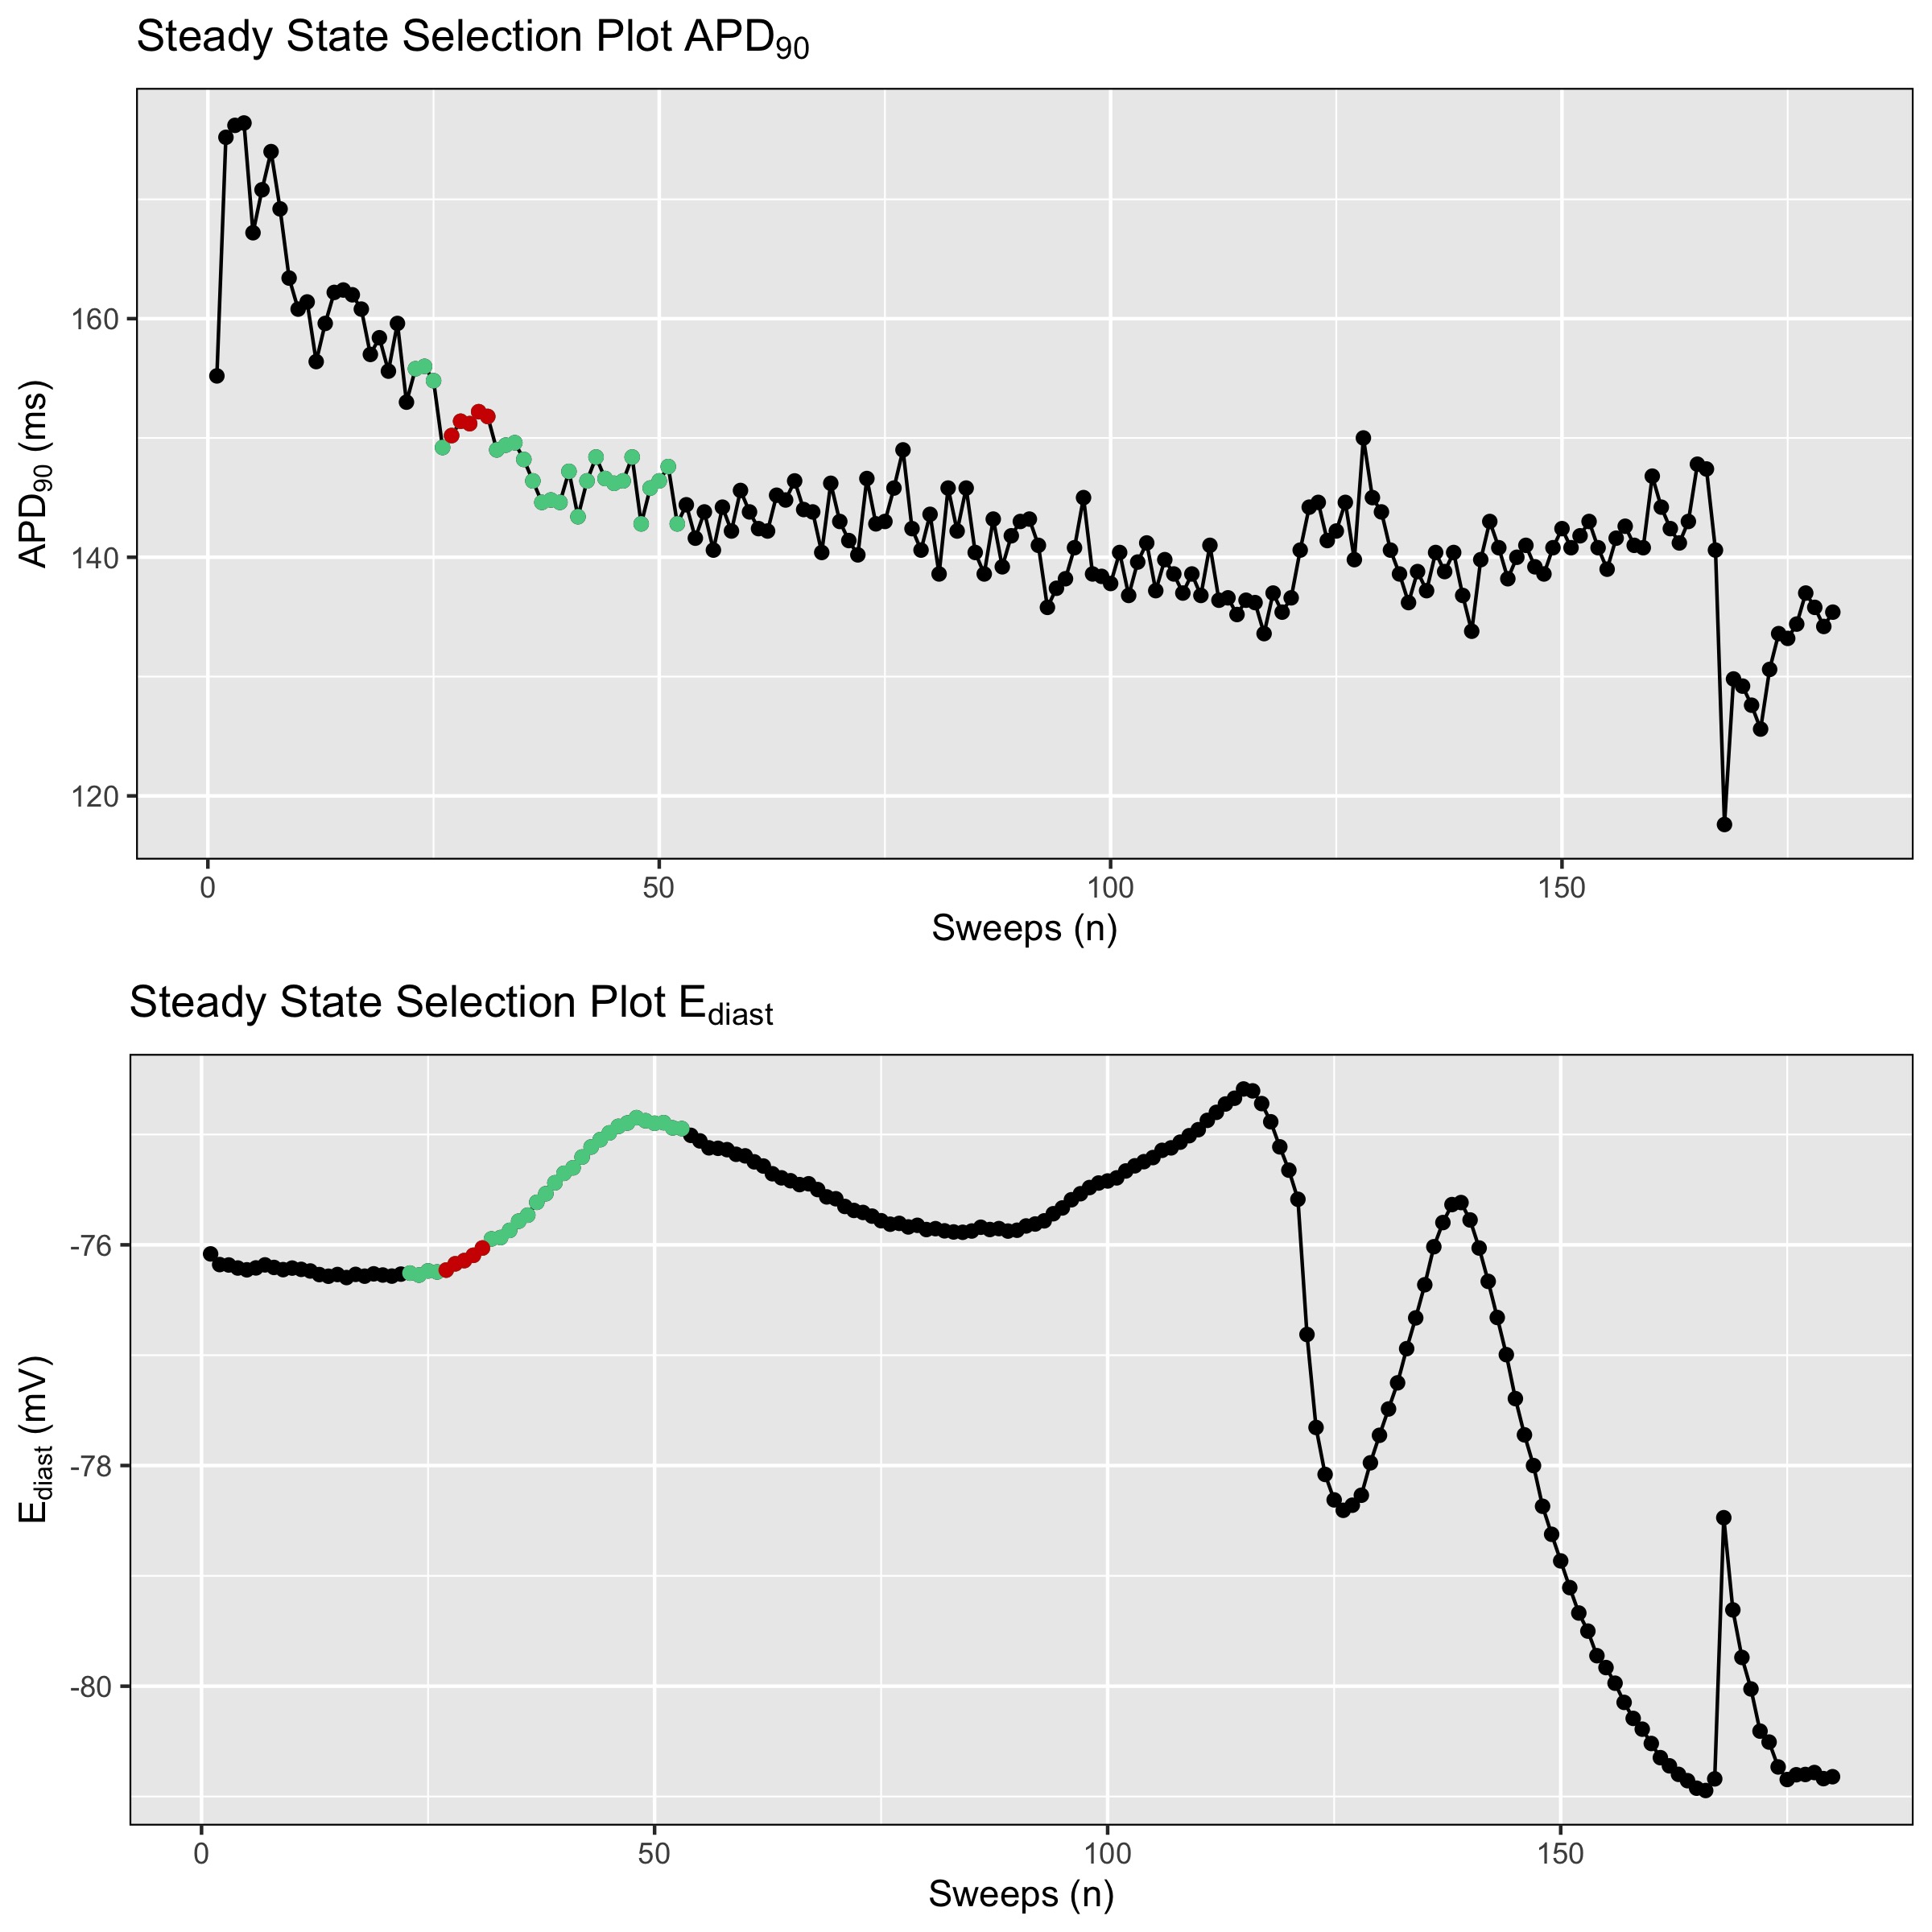 Steady State Selection Plot APD90
160
140
120
APD90 (ms)
0 50 100 150
Sweeps (n)
Steady State Selection Plot Ediast
-76
-78
-80
Ediast (mV)
0 50 100 150
Sweeps (n)